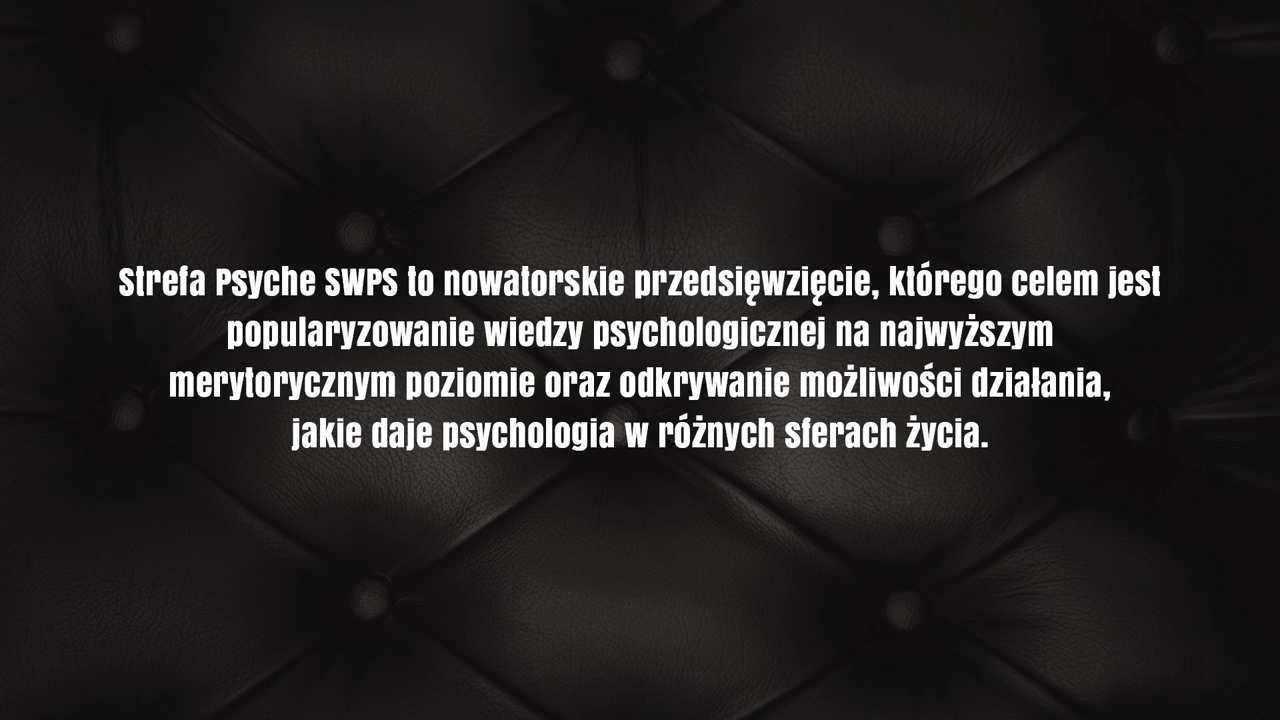 Strefa Psyche SWPS to nowatorskie przedsięwzięcie, którego celem jest
popularyzowanie wiedzy psychologicznej na najwyższym
merytorycznym poziomie oraz odkrywanie możliwości działania,
jakie daje psychologia w różnych sferach życia.